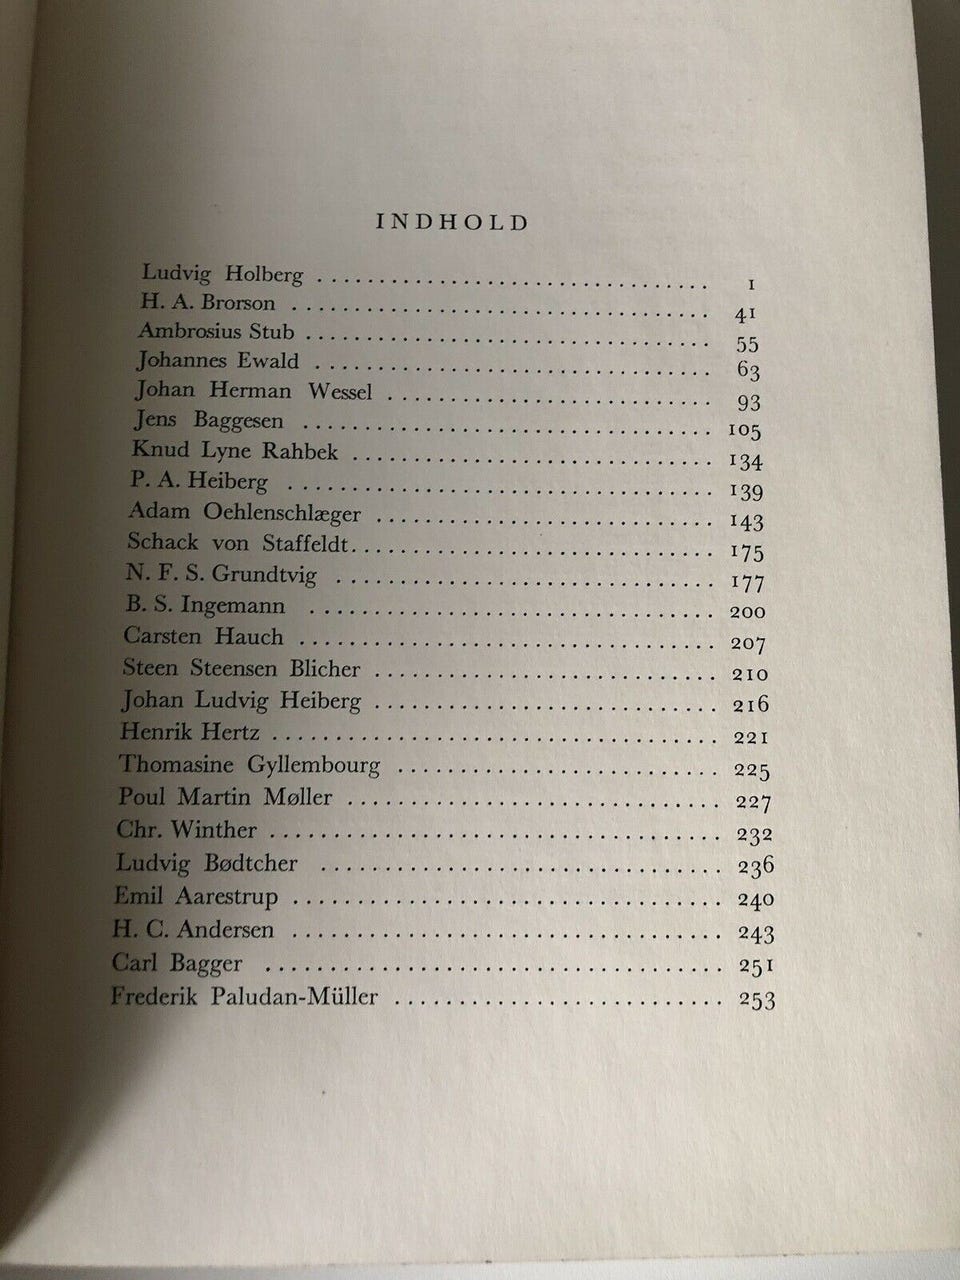 INDHOLD
Ludvig Holberg . . . . . . . . . . . . . . . . . . . . . . . . . . . . . . . 1
H. A. Brorson . . . . . . . . . . . . . . . . . . . . . . . . . . . . . . . . . 41
Ambrosius Stub . . . . . . . . . . . . . . . . . . . . . . . . . . . . . . . . 55
Johannes Ewald . . . . . . . . . . . . . . . . . . . . . . . . . . . . . . . 63
Johan Herman Wessel . . . . . . . . . . . . . . . . . . . . . . . . . 93
Jens Baggesen . . . . . . . . . . . . . . . . . . . . . . . . . . . . . . . . 105
Knud Lyne Rahbek . . . . . . . . . . . . . . . . . . . . . . . . . . . . 134
P. A. Heiberg . . . . . . . . . . . . . . . . . . . . . . . . . . . . . . . . . 139
Adam Oehlenschlæger . . . . . . . . . . . . . . . . . . . . . . . . . . 143
Schack von Staffeldt . . . . . . . . . . . . . . . . . . . . . . . . . . . . 175
N. F. S. Grundtvig . . . . . . . . . . . . . . . . . . . . . . . . . . . . . 177
B. S. Ingemann . . . . . . . . . . . . . . . . . . . . . . . . . . . . . . . 200
Carsten Hauch . . . . . . . . . . . . . . . . . . . . . . . . . . . . . . . . 207
Steen Steensen Blicher . . . . . . . . . . . . . . . . . . . . . . . . . . 210
Johan Ludvig Heiberg . . . . . . . . . . . . . . . . . . . . . . . . . . 216
Henrik Hertz . . . . . . . . . . . . . . . . . . . . . . . . . . . . . . . . . . 221
Thomasine Gyllembourg . . . . . . . . . . . . . . . . . . . . . . . . 225
Poul Martin Møller . . . . . . . . . . . . . . . . . . . . . . . . . . . . 227
Chr. Winther . . . . . . . . . . . . . . . . . . . . . . . . . . . . . . . . . . 232
Ludvig Bødtcher . . . . . . . . . . . . . . . . . . . . . . . . . . . . . . 236
Emil Aarestrup . . . . . . . . . . . . . . . . . . . . . . . . . . . . . . . . 240
H. C. Andersen . . . . . . . . . . . . . . . . . . . . . . . . . . . . . . . . 243
Carl Bagger . . . . . . . . . . . . . . . . . . . . . . . . . . . . . . . . . . 251
Frederik Paludan-Müller . . . . . . . . . . . . . . . . . . . . . . . . 253